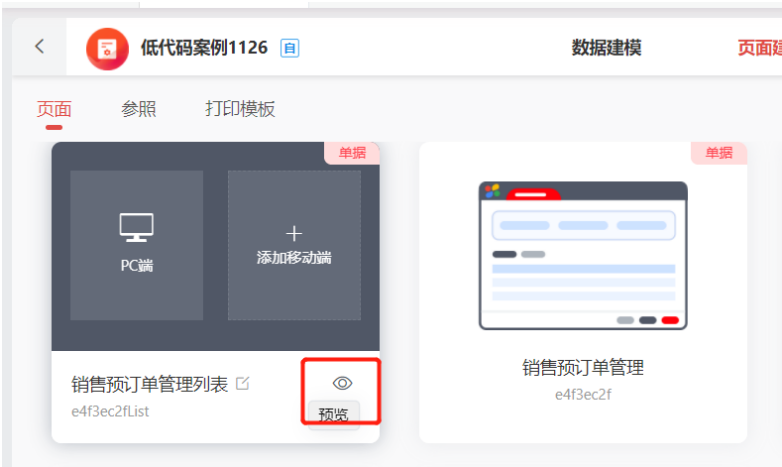 低代码案例1126 自
数据建模
页面建
页面
参照
打印模板
单据
PC端
添加移动端
销售预订单管理列表
e4f3ec2fList
预览
单据
销售预订单管理
e4f3ec2f